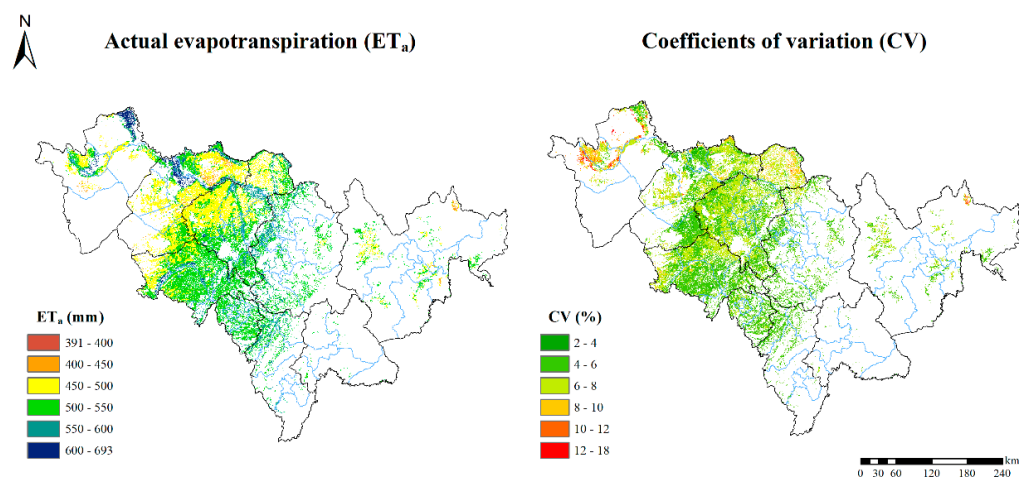 N
Actual evapotranspiration (ETa)
Coefficients of variation (CV)
ETa (mm)
391 - 400
400 - 450
450 - 500
500 - 550
550 - 600
600 - 693
CV (%)
2 - 4
4 - 6
6 - 8
8 - 10
10 - 12
12 - 18
km
0 30 60 120 180 240